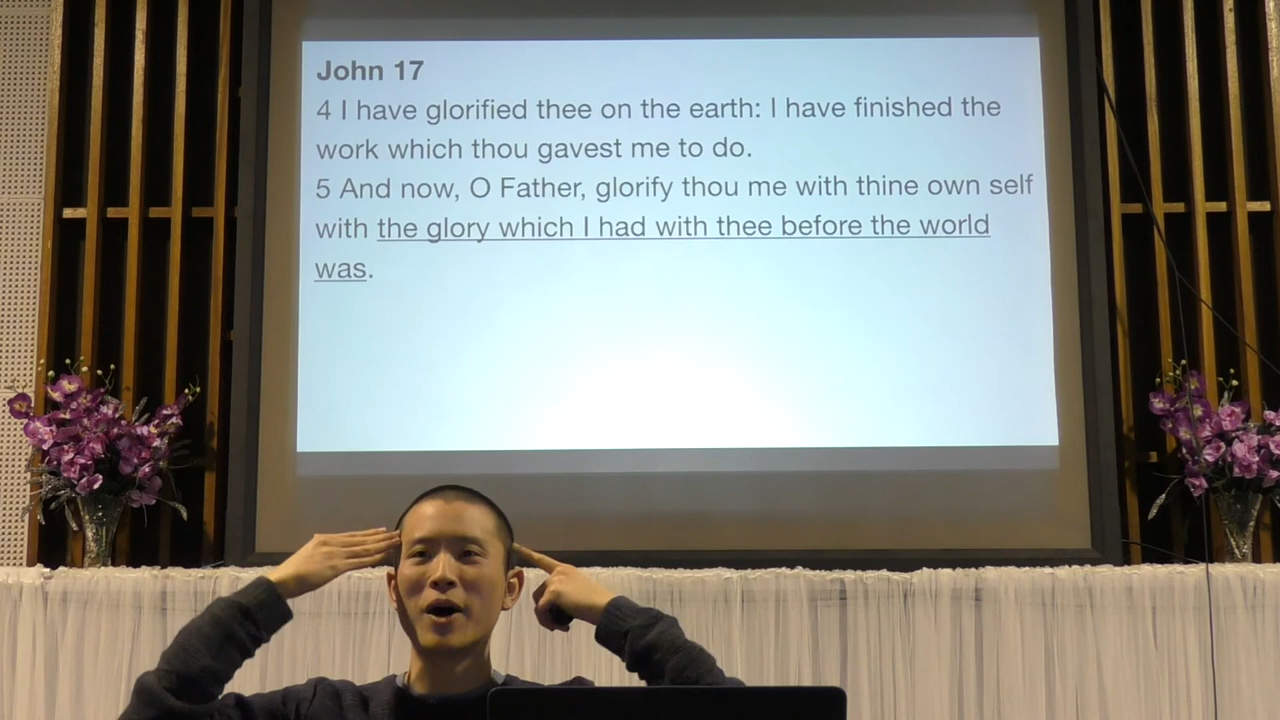 John 17
4 I have glorified thee on the earth: I have finished the
work which thou gavest me to do.
5 And now, O Father, glorify thou me with thine own self
with the glory which I had with thee before the world
was.